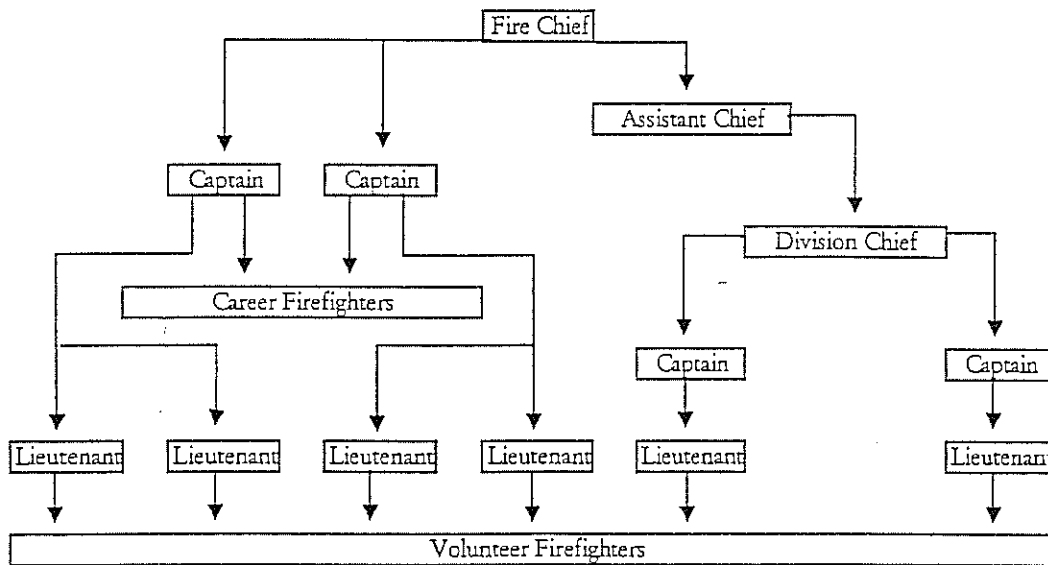 Fire Chief
Assistant Chief
Captain
Captain
Division Chief
Career Firefighters
Captain
Captain
Lieutenant
Lieutenant
Lieutenant
Lieutenant
Lieutenant
Lieutenant
Volunteer Firefighters